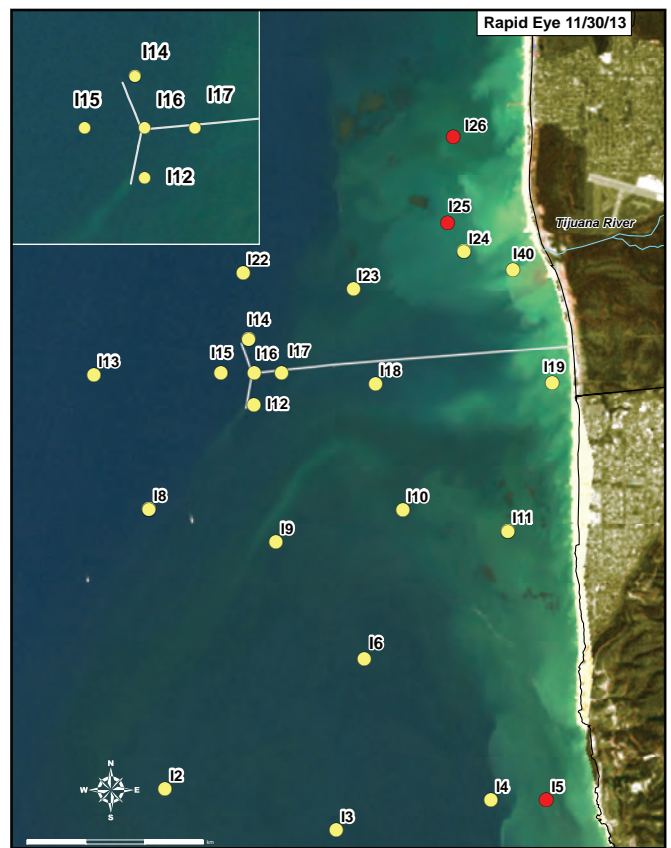 Rapid Eye 11/30/13
I14
I15
I16
I17
I12
I26
I25
Tijuana River
I24
I40
I22
I23
I14
I13
I15
I16
I17
I18
I19
I12
I8
I10
I11
I9
I6
N
W
E
S
I2
I4
I5
I3
km